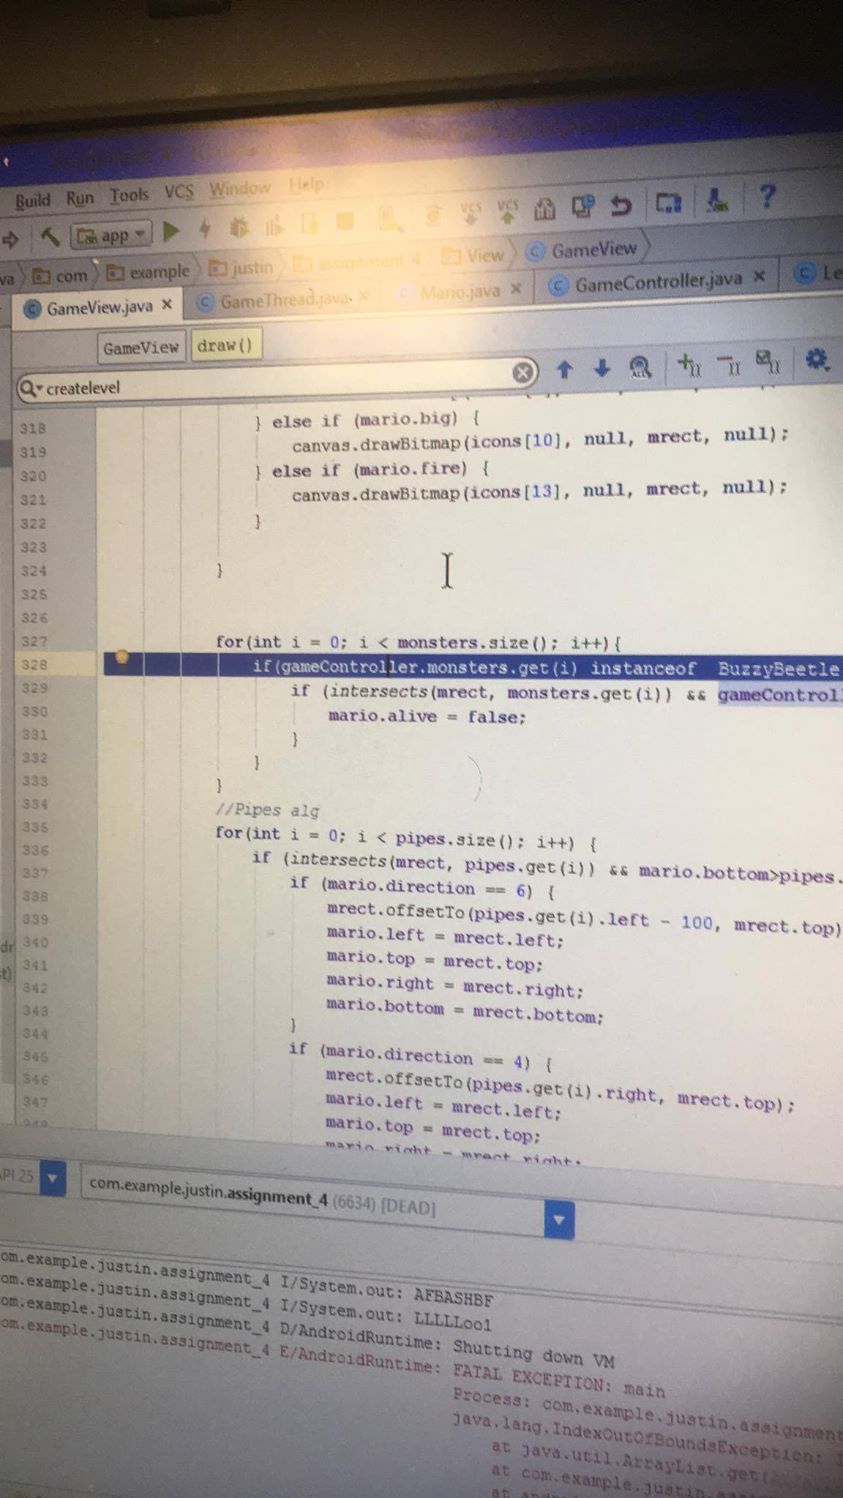 Build Run Tools VCS Window Help
app
com example justin assignment_4 View GameView
GameView.java GameThread.java Mario.java GameController.java Le
GameView draw()
createlevel
318 } else if (mario.big) {
319 canvas.drawBitmap(icons[10], null, mrect, null);
320 } else if (mario.fire) {
321 canvas.drawBitmap(icons[13], null, mrect, null);
322 }
323
324 }
325
326
327 for(int i = 0; i < monsters.size(); i++){
328 if(gameController.monsters.get(i) instanceof BuzzyBeetle
329 if (intersects(mrect, monsters.get(i)) && gameControl
330 mario.alive = false;
331 }
332 }
333 }
334 //Pipes alg
335 for(int i = 0; i < pipes.size(); i++) {
336 if (intersects(mrect, pipes.get(i)) && mario.bottom>pipes.
337 if (mario.direction == 6) {
338 mrect.offsetTo(pipes.get(i).left - 100, mrect.top)
339 mario.left = mrect.left;
340 mario.top = mrect.top;
341 mario.right = mrect.right;
342 mario.bottom = mrect.bottom;
343 }
344 if (mario.direction == 4) {
345 mrect.offsetTo(pipes.get(i).right, mrect.top);
346 mario.left = mrect.left;
347 mario.top = mrect.top;
mario.right = mrect.right;
PI 25 com.example.justin.assignment_4 (6634) [DEAD]
om.example.justin.assignment_4 I/System.out: AFBASHBF
om.example.justin.assignment_4 I/System.out: LLLLLool
om.example.justin.assignment_4 D/AndroidRuntime: Shutting down VM
om.example.justin.assignment_4 E/AndroidRuntime: FATAL EXCEPTION: main
Process: com.example.justin.assignment
java.lang.IndexOutOfBoundsException:
at java.util.ArrayList.get(
at com.example.justin.
at